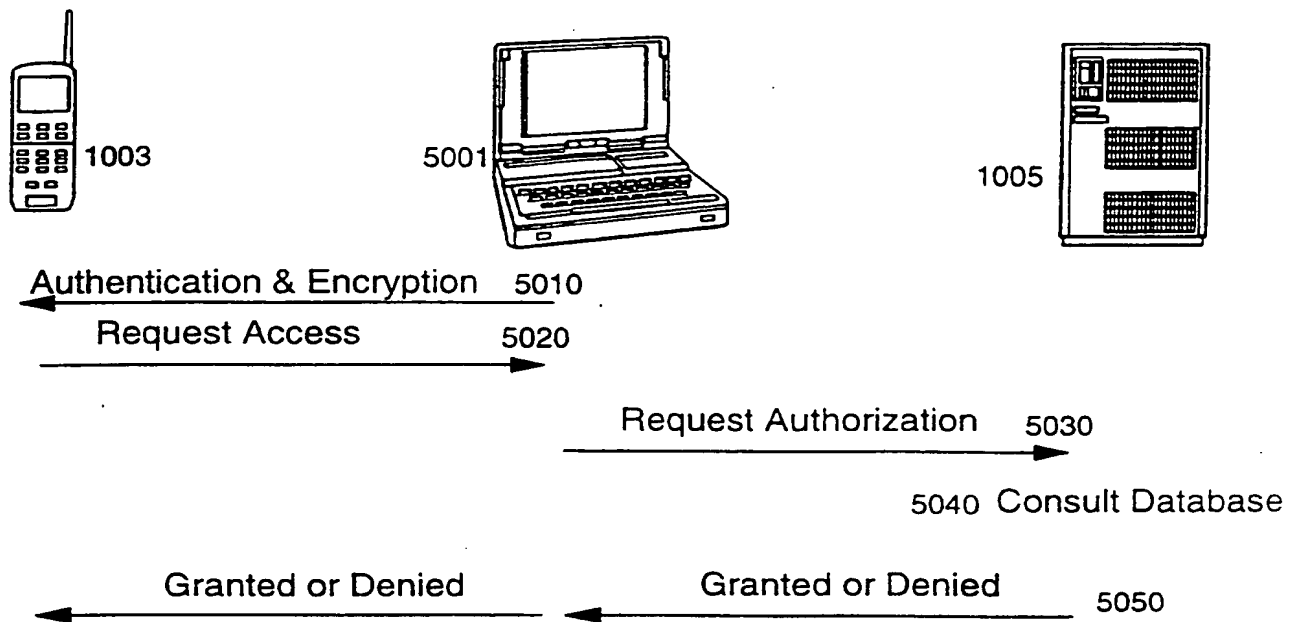 1003
5001
1005
Authentication & Encryption 5010
Request Access 5020
Request Authorization 5030
5040 Consult Database
Granted or Denied Granted or Denied 5050